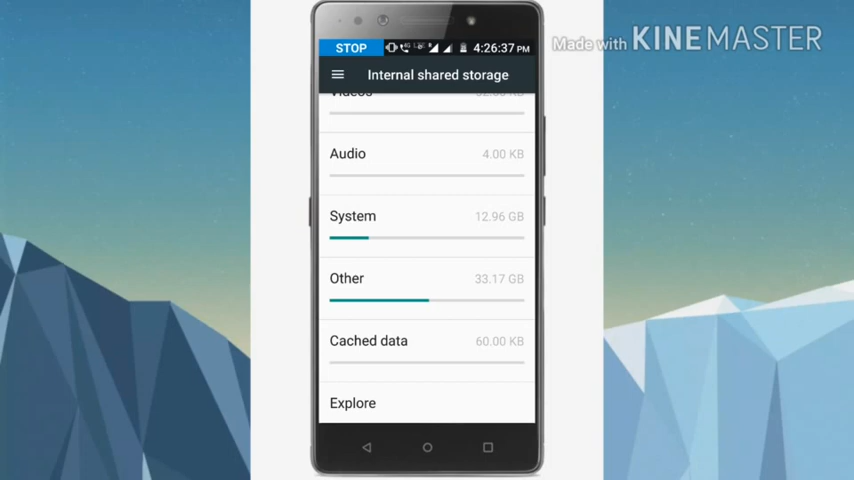 STOP 4:26:37 PM
Made with KINEMASTER
Internal shared storage
Videos
Audio 4.00 KB
System 12.96 GB
Other 33.17 GB
Cached data 60.00 KB
Explore